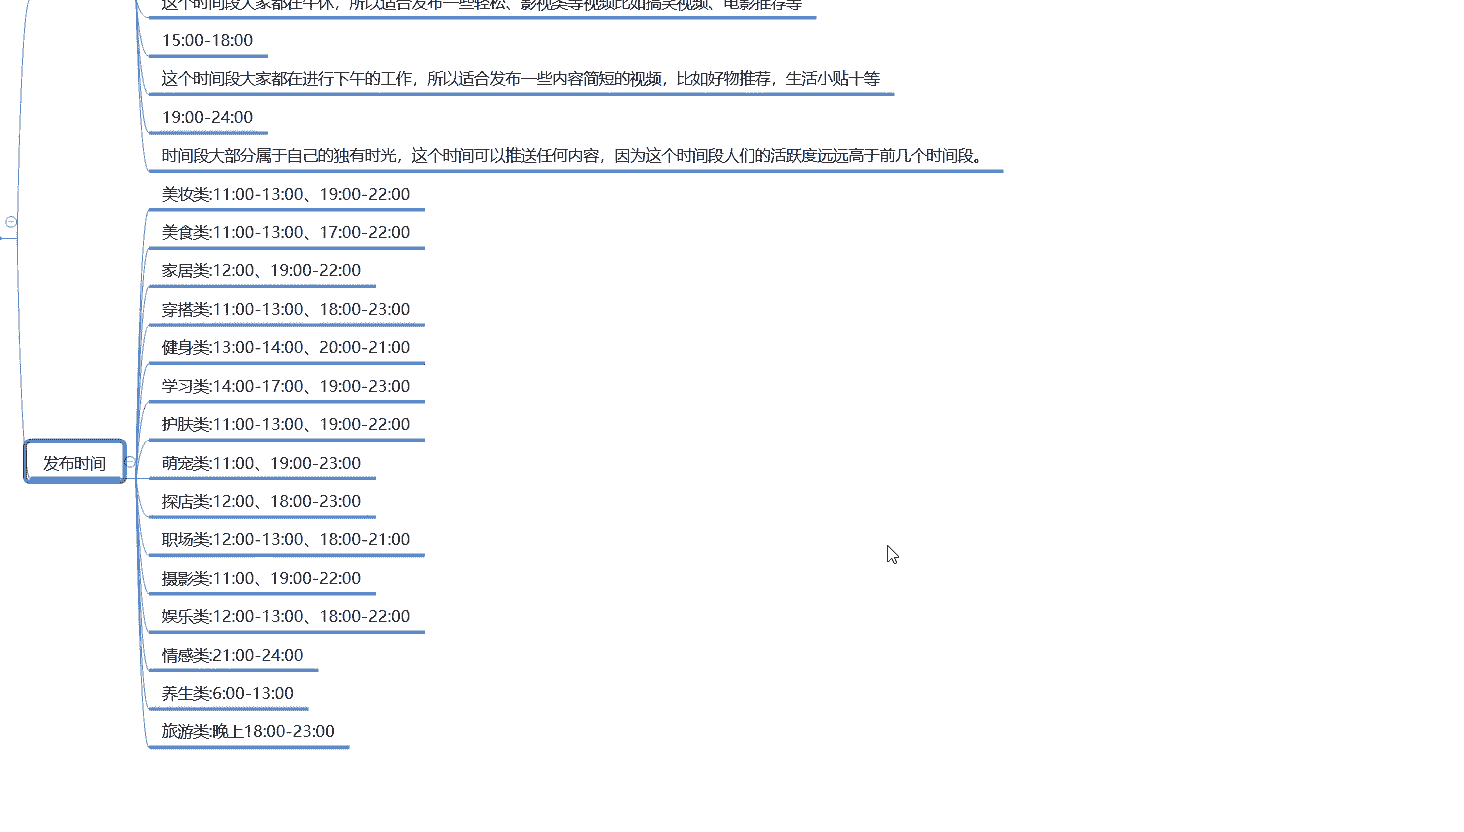 这个时间段大家都在午休，所以适合发布一些轻松、影视类等视频比如搞笑视频、电影推荐等
15:00-18:00
这个时间段大家都在进行下午的工作，所以适合发布一些内容简短的视频，比如好物推荐，生活小贴十等
19:00-24:00
时间段大部分属于自己的独有时光，这个时间可以推送任何内容，因为这个时间段人们的活跃度远远高于前几个时间段。
发布时间
美妆类:11:00-13:00、19:00-22:00
美食类:11:00-13:00、17:00-22:00
家居类:12:00、19:00-22:00
穿搭类:11:00-13:00、18:00-23:00
健身类:13:00-14:00、20:00-21:00
学习类:14:00-17:00、19:00-23:00
护肤类:11:00-13:00、19:00-22:00
萌宠类:11:00、19:00-23:00
探店类:12:00、18:00-23:00
职场类:12:00-13:00、18:00-21:00
摄影类:11:00、19:00-22:00
娱乐类:12:00-13:00、18:00-22:00
情感类:21:00-24:00
养生类:6:00-13:00
旅游类:晚上18:00-23:00